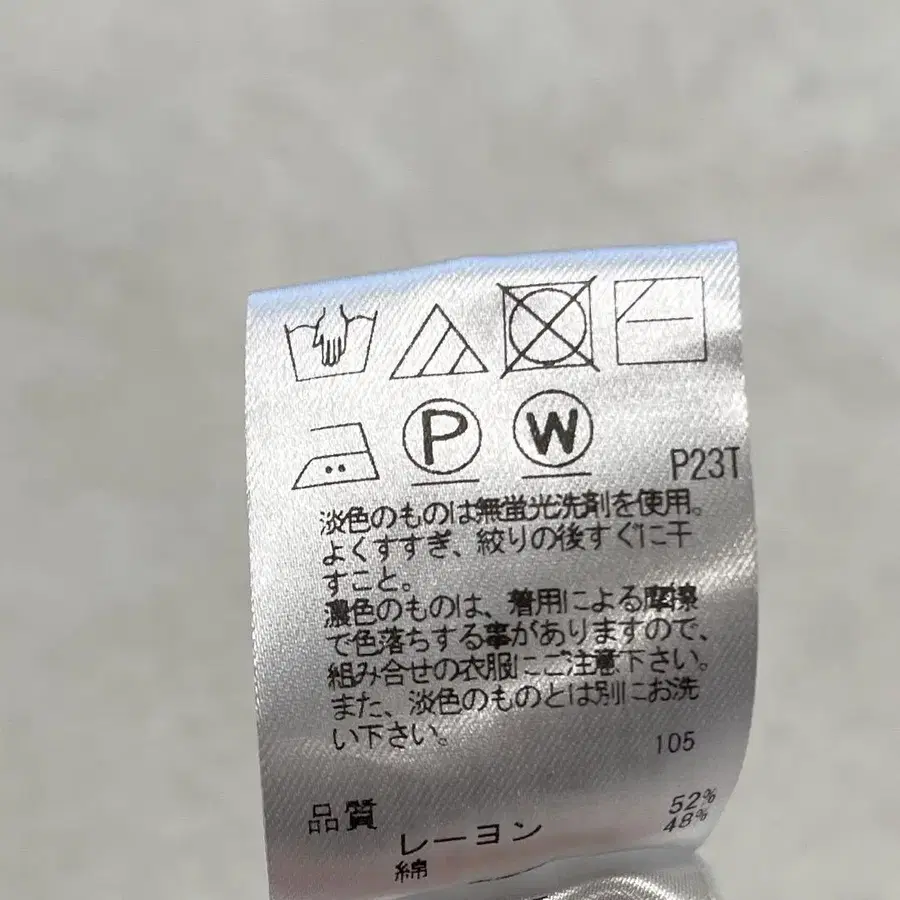 P W P23T
淡色のものは無蛍光洗剤を使用。
よくすすぎ、絞りの後すぐに干
すこと。
濃色のものは、着用による摩擦
で色落ちする事がありますので、
組み合せの衣服にご注意下さい。
また、淡色のものとは別にお洗
い下さい。
105
品質
レーヨン 52%
綿 48%